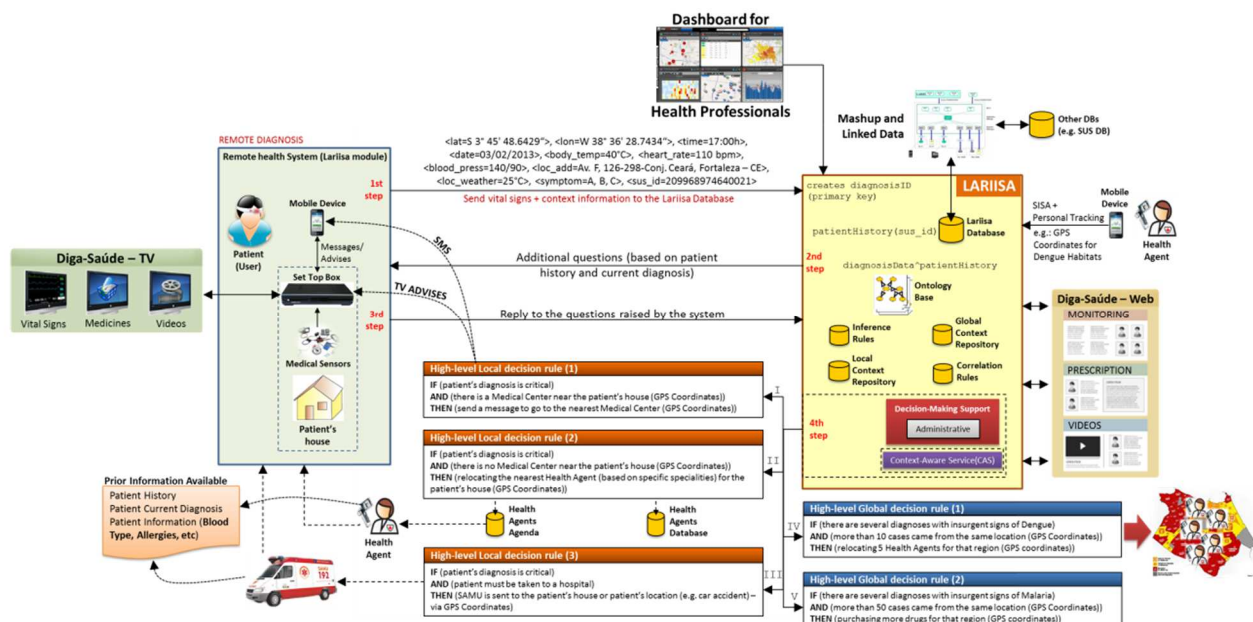 Dashboard for
Health Professionals
Mashup and
Linked Data
Other DBs
(e.g. SUS DB)
REMOTE DIAGNOSIS
Remote health System (Lariisa module)
1st
step
Mobile Device
Patient
(User)
Messages/
Advises
Set Top Box
3rd
step
Medical Sensors
Patient's
house
Diga-Saúde – TV
Vital Signs
Medicines
Videos
<lat=S 3° 45' 48.6429">, <lon=W 38° 36' 28.7434">, <time=17:00h>,
<date=03/02/2013>, <body_temp=40°C>, <heart_rate=110 bpm>,
<blood_press=140/90>, <loc_add=Av. F, 126-298-Conj. Ceará, Fortaleza – CE>,
<loc_weather=25°C>, <symptom=A, B, C>, <sus_id=209968974640021>
Send vital signs + context information to the Lariisa Database
SMS
TV ADVISES
Additional questions (based on patient
history and current diagnosis)
Reply to the questions raised by the system
LARIISA
creates diagnosisID
(primary key)
patientHistory(sus_id)
Lariisa
Database
2nd
step
diagnosisData^patientHistory
Ontology
Base
Inference
Rules
Global
Context
Repository
Local
Context
Repository
Correlation
Rules
4th
step
Decision-Making Support
Administrative
Context-Aware Service(CAS)
SISA +
Personal Tracking
e.g.: GPS
Coordinates for
Dengue Habitats
Mobile
Device
Health
Agent
Diga-Saúde – Web
MONITORING
PRESCRIPTION
VIDEOS
High-level Local decision rule (1)
IF (patient's diagnosis is critical)
AND (there is a Medical Center near the patient's house (GPS Coordinates))
THEN (send a message to go to the nearest Medical Center (GPS Coordinates))
I
High-level Local decision rule (2)
IF (patient's diagnosis is critical)
AND (there is no Medical Center near the patient's house (GPS Coordinates))
THEN (relocating the nearest Health Agent (based on specific specialities) for the
patient's house (GPS Coordinates))
II
Health
Agents
Agenda
Health
Agents
Database
High-level Local decision rule (3)
IF (patient's diagnosis is critical)
AND (patient must be taken to a hospital)
THEN (SAMU is sent to the patient's house or patient's location (e.g. car accident) –
via GPS Coordinates)
III
Prior Information Available
Patient History
Patient Current Diagnosis
Patient Information (Blood
Type, Allergies, etc)
Health
Agent
192
IV
High-level Global decision rule (1)
IF (there are several diagnoses with insurgent signs of Dengue)
AND (more than 10 cases came from the same location (GPS Coordinates))
THEN (relocating 5 Health Agents for that region (GPS coordinates))
V
High-level Global decision rule (2)
IF (there are several diagnoses with insurgent signs of Malaria)
AND (more than 50 cases came from the same location (GPS Coordinates))
THEN (purchasing more drugs for that region (GPS coordinates))